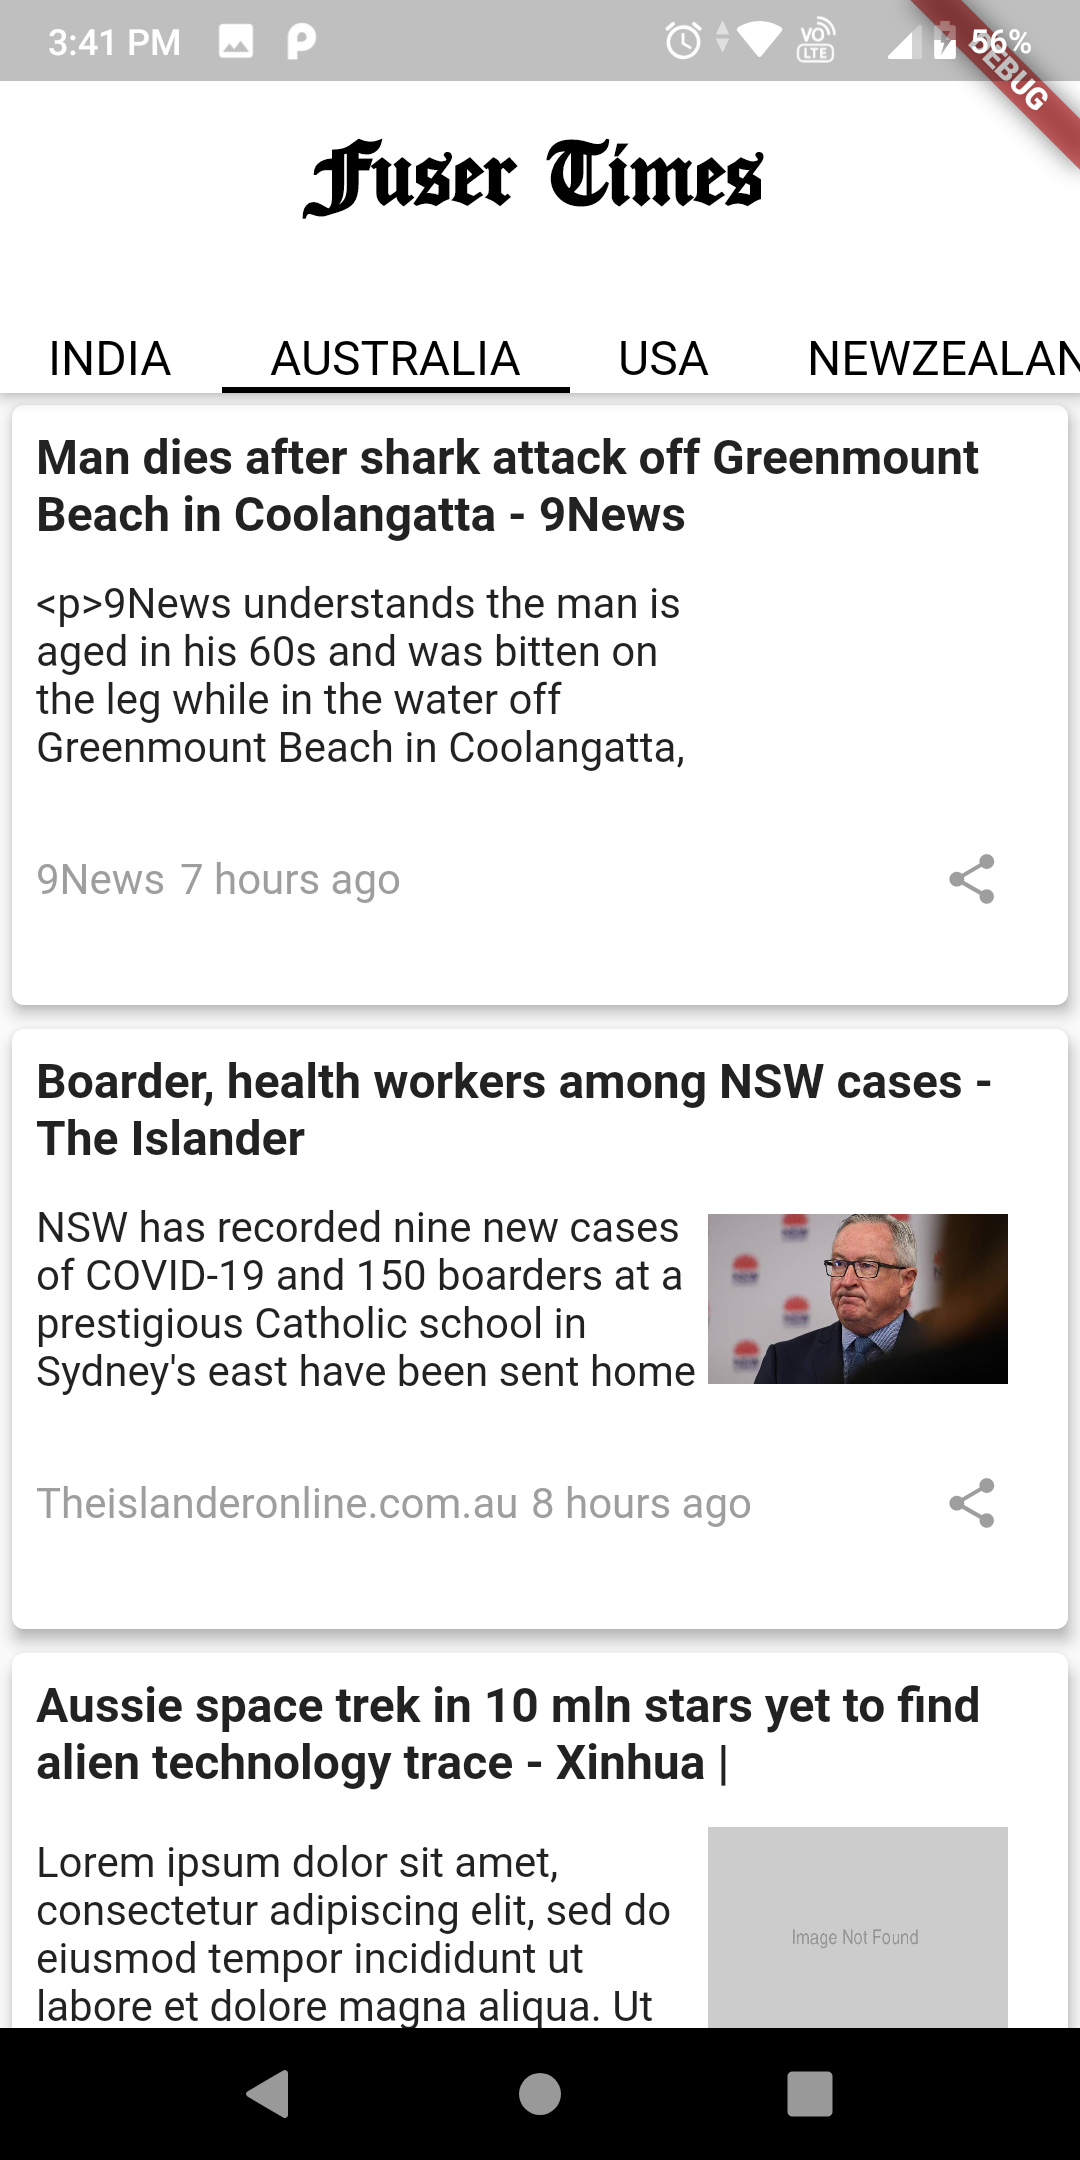 3:41 PM
VO LTE
56%
DEBUG
Fuser Times
INDIA AUSTRALIA USA NEWZEALAN
Man dies after shark attack off Greenmount
Beach in Coolangatta - 9News
<p>9News understands the man is
aged in his 60s and was bitten on
the leg while in the water off
Greenmount Beach in Coolangatta,
9News 7 hours ago
Boarder, health workers among NSW cases -
The Islander
NSW has recorded nine new cases
of COVID-19 and 150 boarders at a
prestigious Catholic school in
Sydney's east have been sent home
Theislanderonline.com.au 8 hours ago
Aussie space trek in 10 mln stars yet to find
alien technology trace - Xinhua |
Lorem ipsum dolor sit amet,
consectetur adipiscing elit, sed do
eiusmod tempor incididunt ut
labore et dolore magna aliqua. Ut
Image Not Found